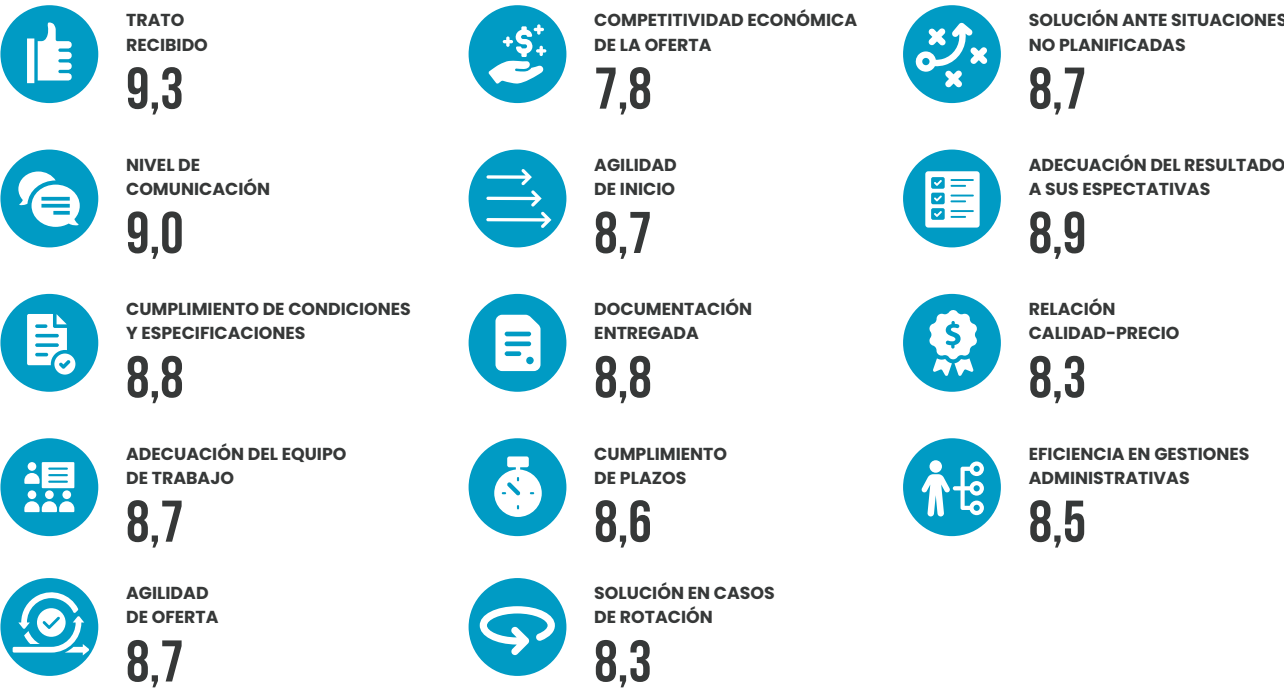 TRATO
RECIBIDO
9,3
NIVEL DE
COMUNICACIÓN
9,0
CUMPLIMIENTO DE CONDICIONES
Y ESPECIFICACIONES
8,8
ADECUACIÓN DEL EQUIPO
DE TRABAJO
8,7
AGILIDAD
DE OFERTA
8,7
COMPETITIVIDAD ECONÓMICA
DE LA OFERTA
7,8
AGILIDAD
DE INICIO
8,7
DOCUMENTACIÓN
ENTREGADA
8,8
CUMPLIMIENTO
DE PLAZOS
8,6
SOLUCIÓN EN CASOS
DE ROTACIÓN
8,3
SOLUCIÓN ANTE SITUACIONES
NO PLANIFICADAS
8,7
ADECUACIÓN DEL RESULTADO
A SUS ESPECTATIVAS
8,9
RELACIÓN
CALIDAD-PRECIO
8,3
EFICIENCIA EN GESTIONES
ADMINISTRATIVAS
8,5